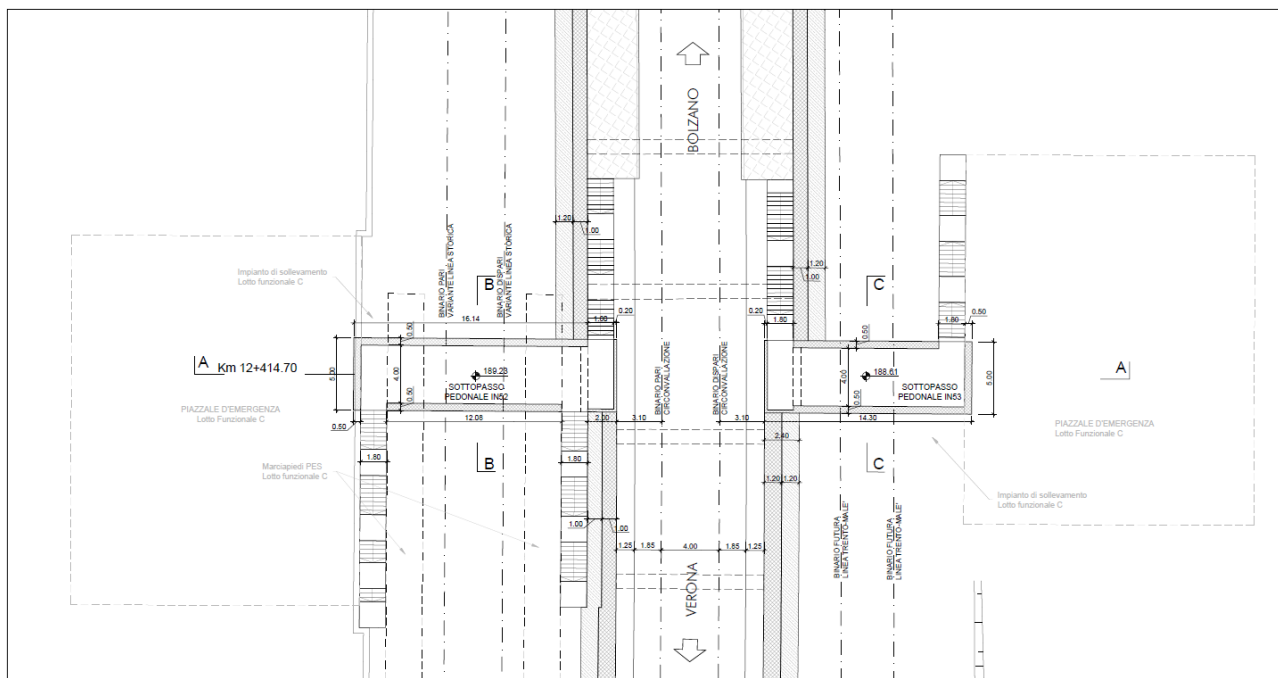 BOLZANO
1.20
1.00
BINARIO PARI
VARIANTE LINEA STORICA
BINARIO DISPARI
VARIANTE LINEA STORICA
1.20
1.00
Impianto di sollevamento
Lotto funzionale C
B
C
16.14
1.80
0.20
0.20
1.80
1.80
0.50
0.50
0.50
A
Km 12+414.70
5.00
4.00
189.23
SOTTOPASSO
PEDONALE IN52
BINARIO PARI
CIRCONVALLAZIONE
BINARIO DISPARI
CIRCONVALLAZIONE
4.00
188.61
SOTTOPASSO
PEDONALE IN53
5.00
A
PIAZZALE D'EMERGENZA
Lotto Funzionale C
0.50
0.50
0.50
12.08
2.00
3.10
3.10
14.30
PIAZZALE D'EMERGENZA
Lotto Funzionale C
2.40
1.80
1.80
B
C
Marciapiedi PES
Lotto funzionale C
1.20
1.20
Impianto di sollevamento
Lotto funzionale C
1.00
1.00
1.25
1.85
4.00
1.85
1.25
BINARIO FUTURA
LINEA TRENTO-MALE'
BINARIO FUTURA
LINEA TRENTO-MALE'
VERONA